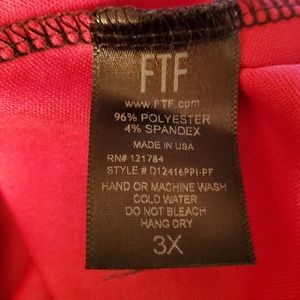 FTF
www.FTF.com
96% POLYESTER
4% SPANDEX
MADE IN USA
RN# 121784
STYLE # D12416PPI-PF
HAND OR MACHINE WASH
COLD WATER
DO NOT BLEACH
HANG DRY
3X